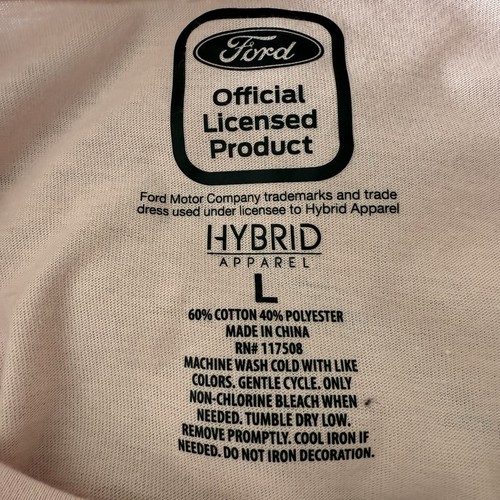 Ford
Official
Licensed
Product
Ford Motor Company trademarks and trade
dress used under licensee to Hybrid Apparel
HYBRID
APPAREL
L
60% COTTON 40% POLYESTER
MADE IN CHINA
RN# 117508
MACHINE WASH COLD WITH LIKE
COLORS. GENTLE CYCLE. ONLY
NON-CHLORINE BLEACH WHEN
NEEDED. TUMBLE DRY LOW.
REMOVE PROMPTLY. COOL IRON IF
NEEDED. DO NOT IRON DECORATION.